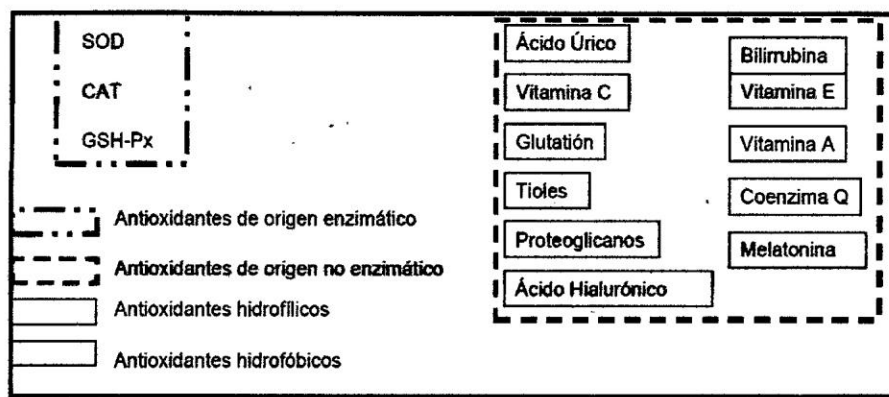 SOD
CAT
GSH-Px
Antioxidantes de origen enzimático
Antioxidantes de origen no enzimático
Antioxidantes hidrofílicos
Antioxidantes hidrofóbicos
Ácido Úrico
Vitamina C
Glutatión
Tioles
Proteoglicanos
Ácido Hialurónico
Bilirrubina
Vitamina E
Vitamina A
Coenzima Q
Melatonina